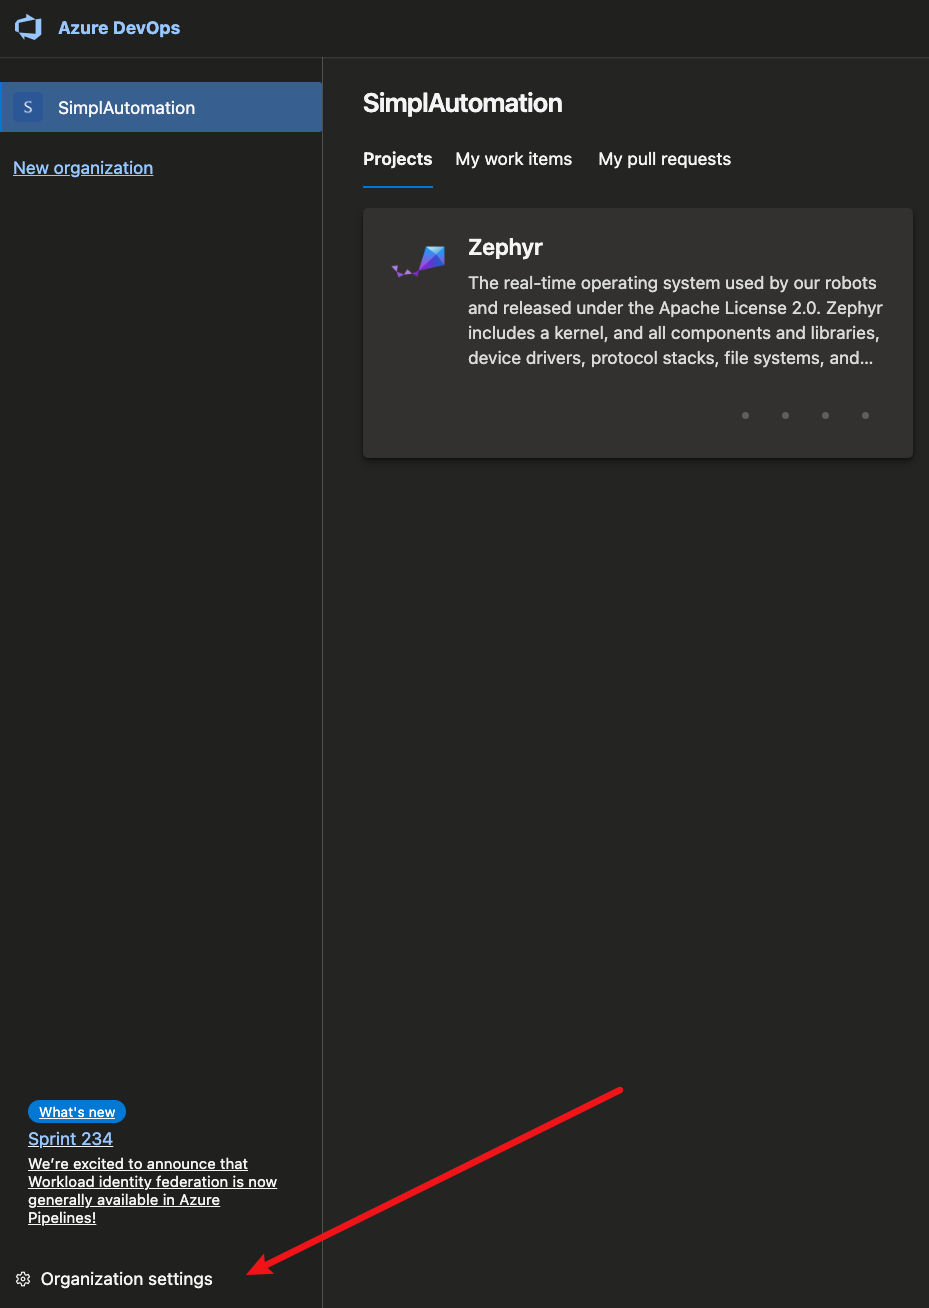 Azure DevOps
S SimplAutomation
New organization
SimplAutomation
Projects My work items My pull requests
Zephyr
The real-time operating system used by our robots
and released under the Apache License 2.0. Zephyr
includes a kernel, and all components and libraries,
device drivers, protocol stacks, file systems, and...
What's new
Sprint 234
We’re excited to announce that
Workload identity federation is now
generally available in Azure
Pipelines!
Organization settings